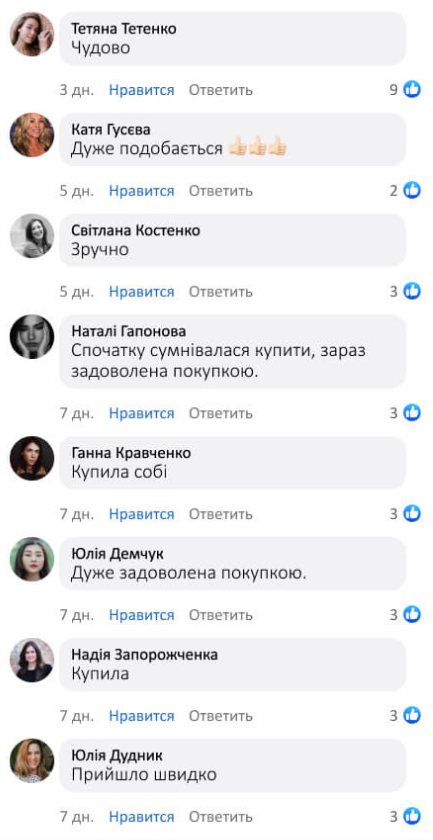 Тетяна Тетенко
Чудово
3 дн. Нравится Ответить 9
Катя Гусєва
Дуже подобається 👍🏻👍🏻👍🏻
5 дн. Нравится Ответить 2
Світлана Костенко
Зручно
5 дн. Нравится Ответить 3
Наталі Гапонова
Спочатку сумнівалася купити, зараз
задоволена покупкою.
7 дн. Нравится Ответить 3
Ганна Кравченко
Купила собі
7 дн. Нравится Ответить 3
Юлія Демчук
Дуже задоволена покупкою.
7 дн. Нравится Ответить 3
Надія Запорожченка
Купила
7 дн. Нравится Ответить 3
Юлія Дудник
Прийшло швидко
7 дн. Нравится Ответить 3